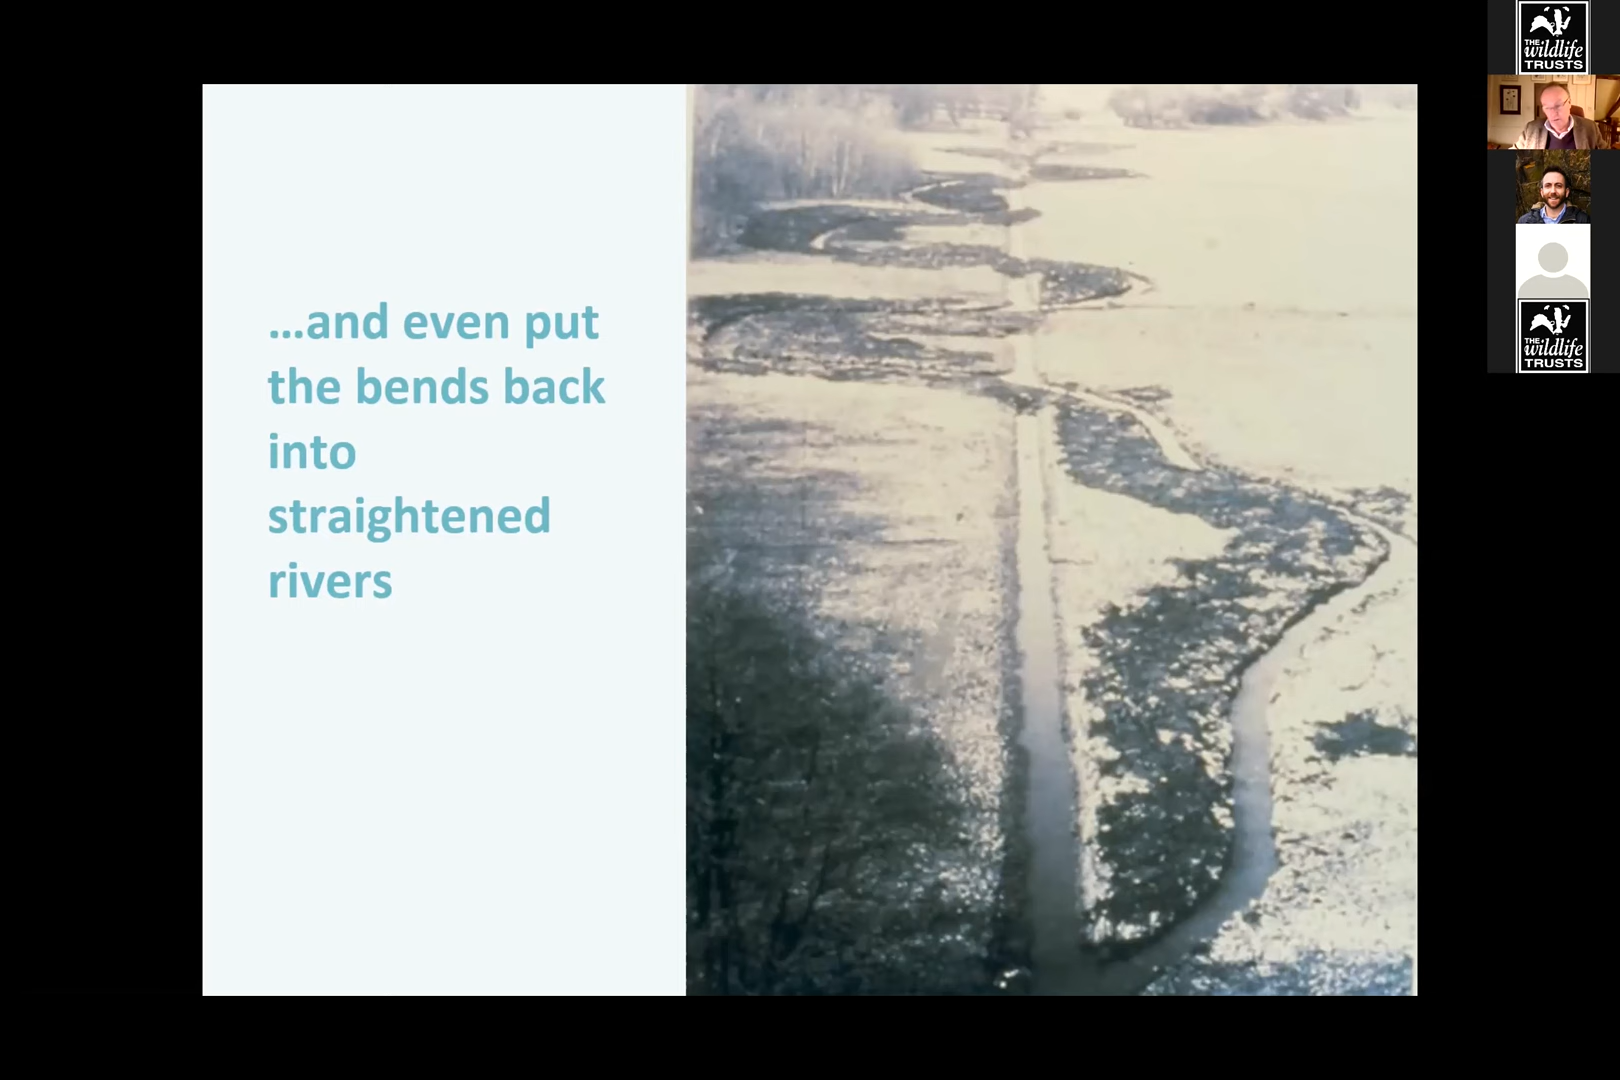 …and even put
the bends back
into
straightened
rivers
THE
wildlife
TRUSTS
THE
wildlife
TRUSTS